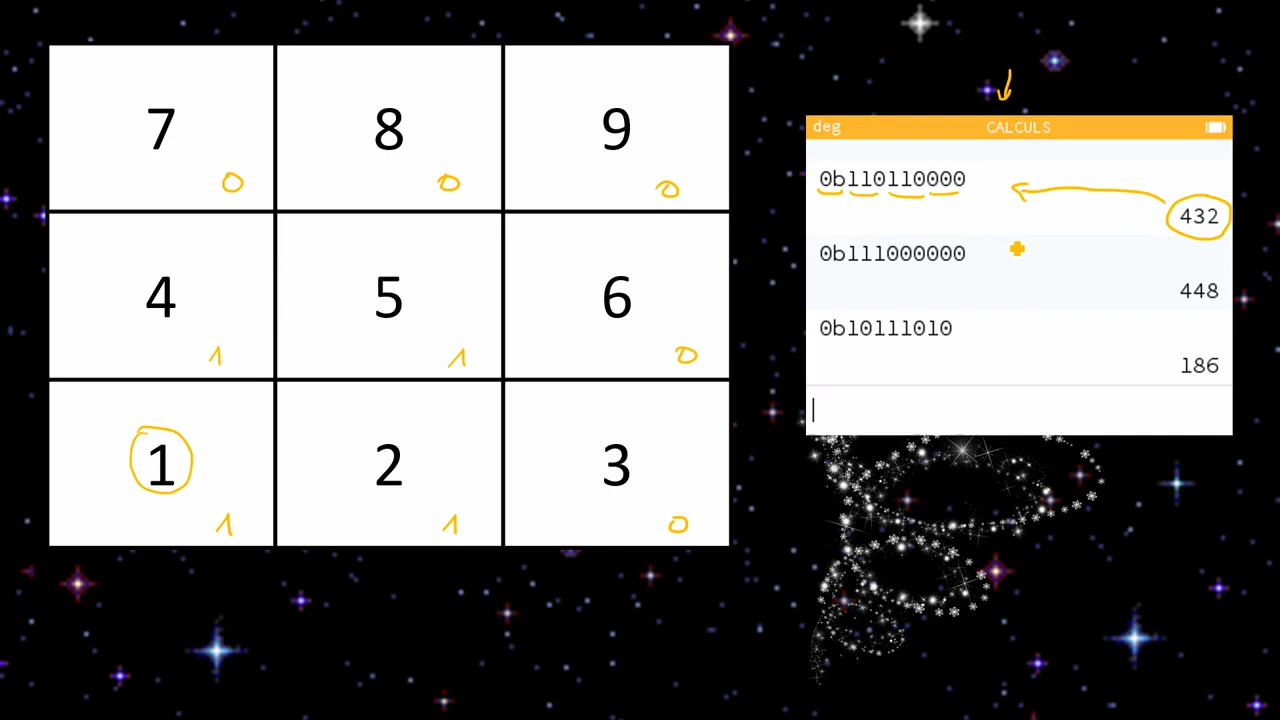 7 8 9
0 0 0
4 5 6
1 1 0
1 2 3
1 1 0
deg CALCULS
0b110110000
432
0b111000000
448
0b10111010
186